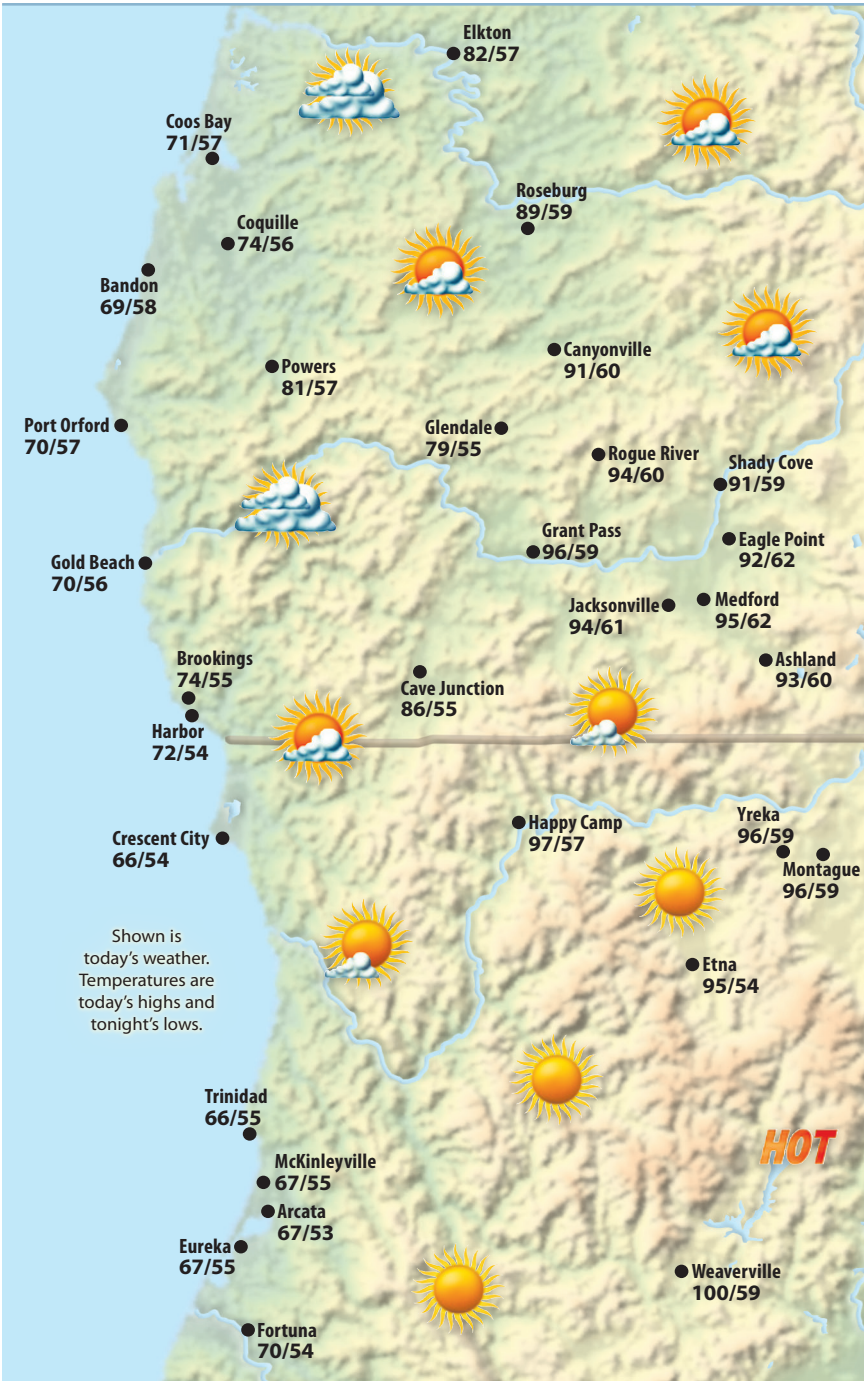 Elkton
82/57
Coos Bay
71/57
Roseburg
89/59
Coquille
74/56
Bandon
69/58
Canyonville
91/60
Powers
81/57
Port Orford
70/57
Glendale
79/55
Rogue River
94/60
Shady Cove
91/59
Grant Pass
96/59
Eagle Point
92/62
Gold Beach
70/56
Jacksonville
94/61
Medford
95/62
Brookings
74/55
Cave Junction
86/55
Ashland
93/60
Harbor
72/54
Crescent City
66/54
Happy Camp
97/57
Yreka
96/59
Montague
96/59
Shown is
today's weather.
Temperatures are
today's highs and
tonight's lows.
Etna
95/54
Trinidad
66/55
HOT
McKinleyville
67/55
Arcata
67/53
Eureka
67/55
Weaverville
100/59
Fortuna
70/54